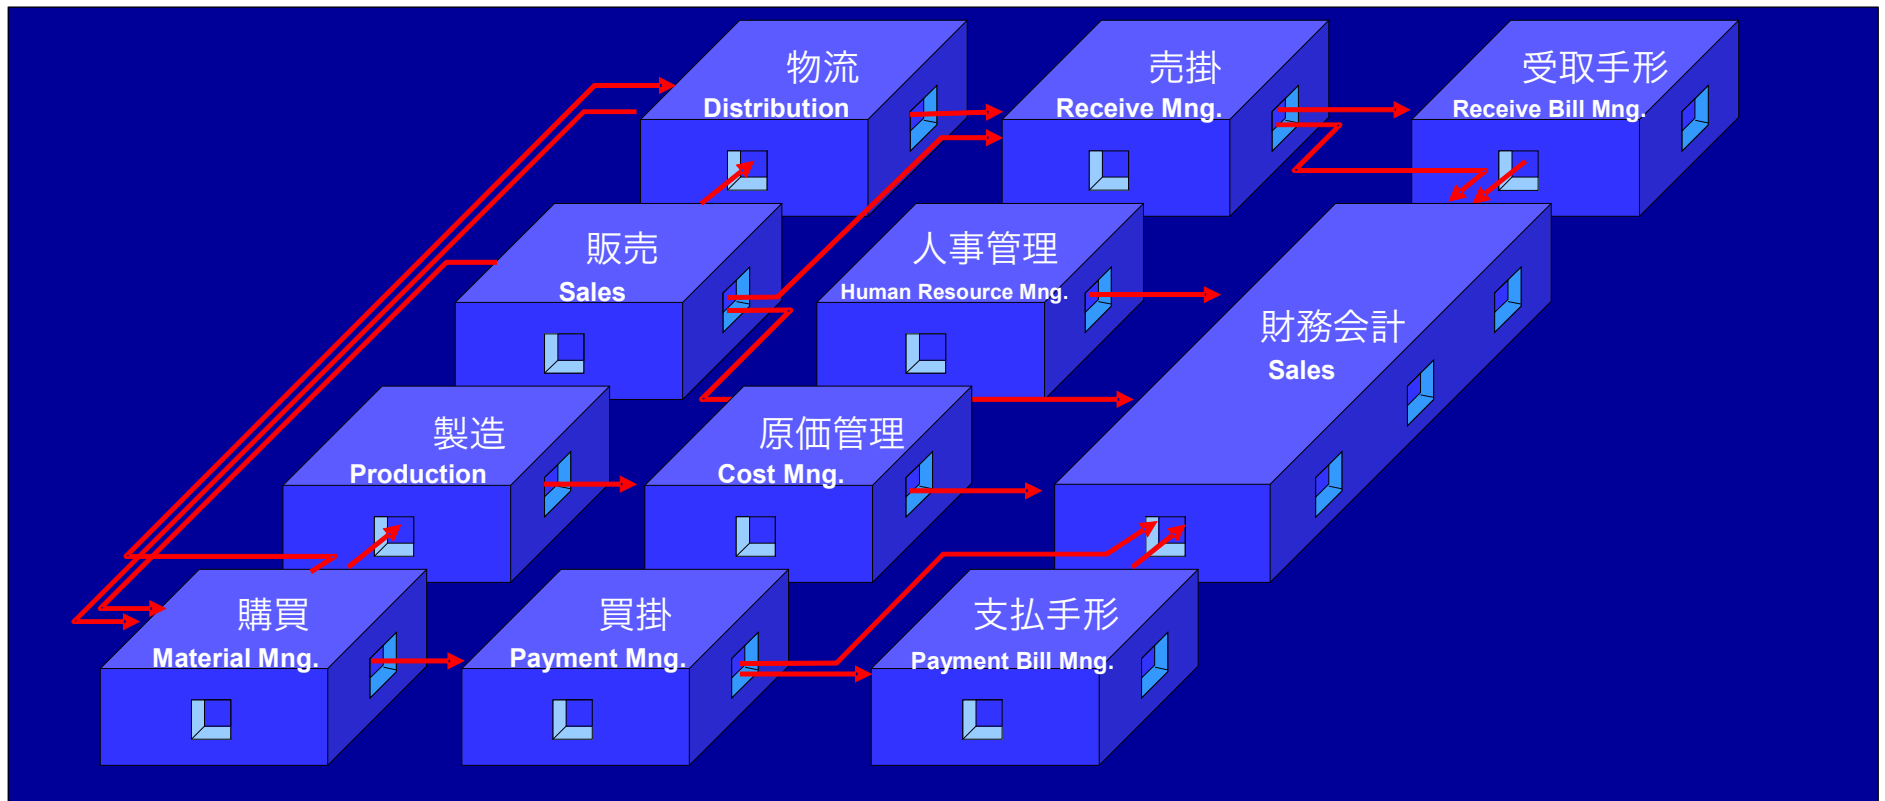 物流
Distribution
売掛
Receive Mng.
受取手形
Receive Bill Mng.
販売
Sales
人事管理
Human Resource Mng.
財務会計
Sales
製造
Production
原価管理
Cost Mng.
購買
Material Mng.
買掛
Payment Mng.
支払手形
Payment Bill Mng.